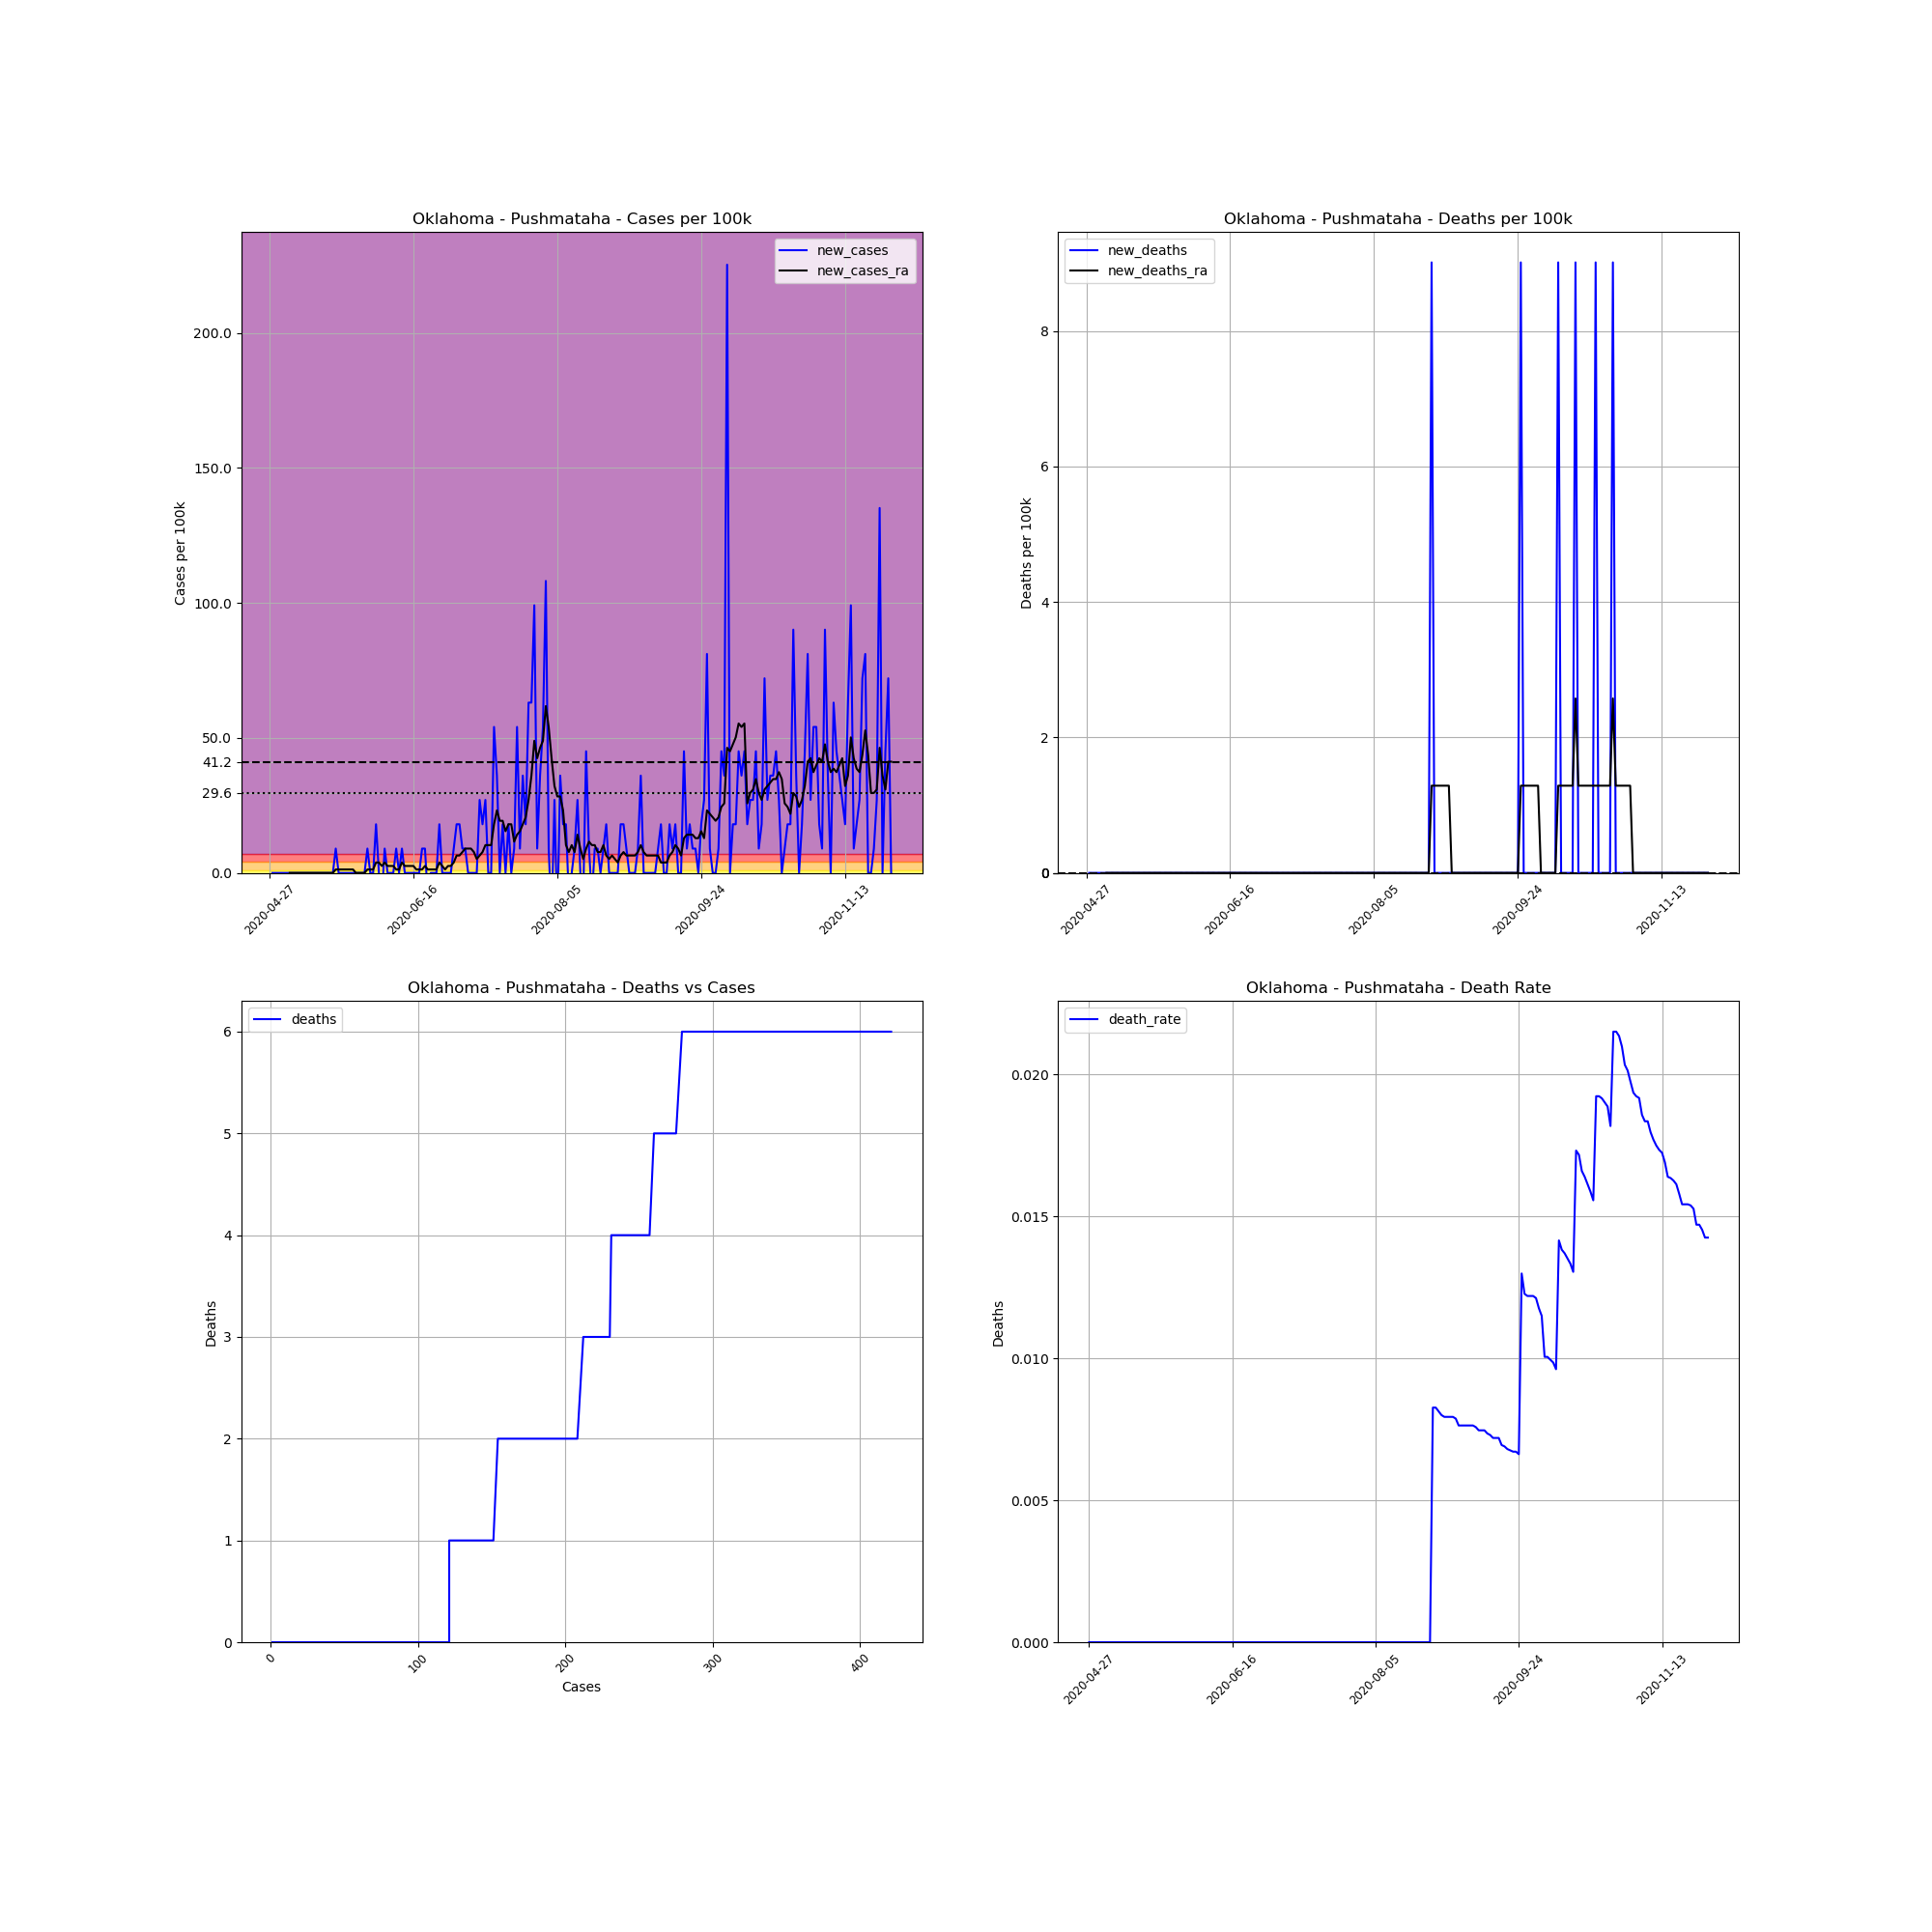 Oklahoma - Pushmataha - Cases per 100k
new_cases
new_cases_ra
Cases per 100k
200.0
150.0
100.0
50.0
41.2
29.6
0.0
2020-04-27
2020-06-16
2020-08-05
2020-09-24
2020-11-13
Oklahoma - Pushmataha - Deaths per 100k
new_deaths
new_deaths_ra
Deaths per 100k
8
6
4
2
0
2020-04-27
2020-06-16
2020-08-05
2020-09-24
2020-11-13
Oklahoma - Pushmataha - Deaths vs Cases
deaths
Deaths
6
5
4
3
2
1
0
0
100
200
300
400
Cases
Oklahoma - Pushmataha - Death Rate
death_rate
Deaths
0.020
0.015
0.010
0.005
0.000
2020-04-27
2020-06-16
2020-08-05
2020-09-24
2020-11-13